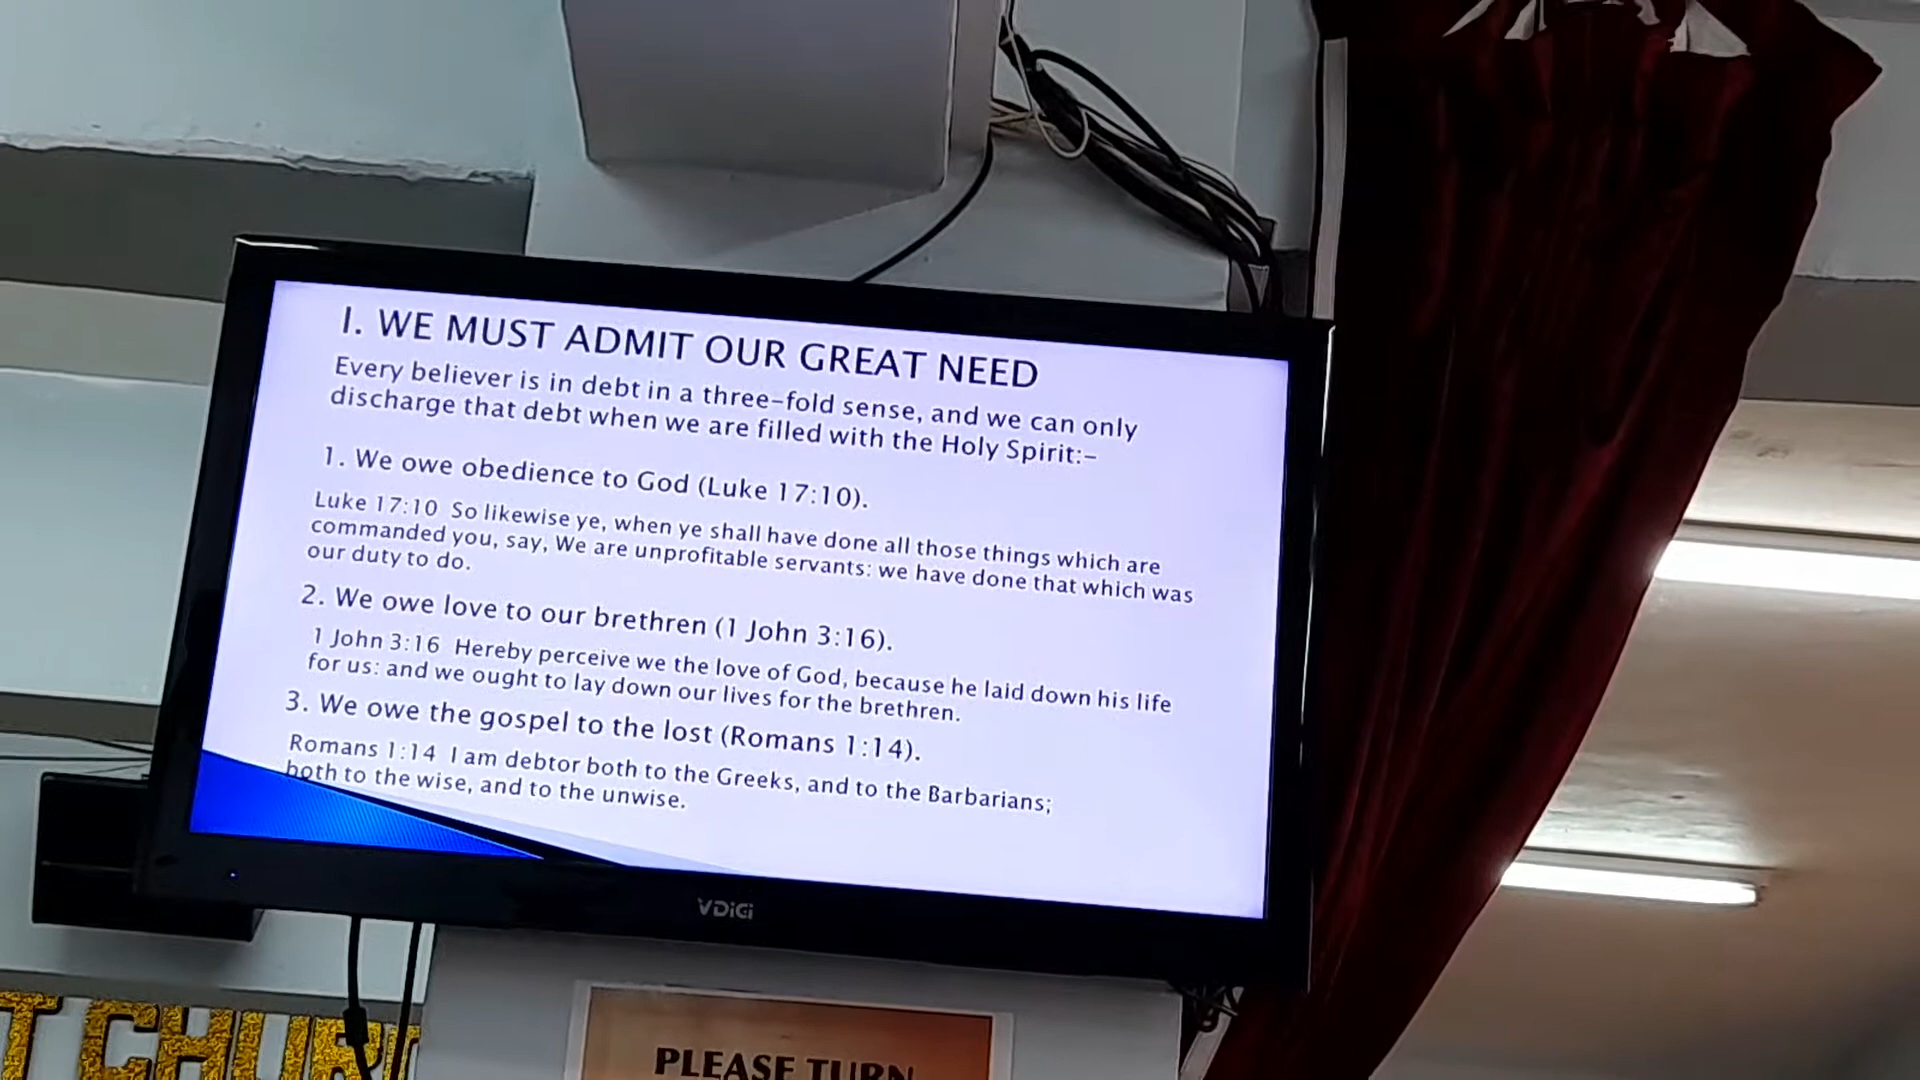 I. WE MUST ADMIT OUR GREAT NEED
Every believer is in debt in a three-fold sense, and we can only
discharge that debt when we are filled with the Holy Spirit:-
1. We owe obedience to God (Luke 17:10).
Luke 17:10 So likewise ye, when ye shall have done all those things which are
commanded you, say, We are unprofitable servants: we have done that which was
our duty to do.
2. We owe love to our brethren (1 John 3:16).
1 John 3:16 Hereby perceive we the love of God, because he laid down his life
for us: and we ought to lay down our lives for the brethren.
3. We owe the gospel to the lost (Romans 1:14).
Romans 1:14 I am debtor both to the Greeks, and to the Barbarians;
both to the wise, and to the unwise.
VDiGi
T CHUR
PLEASE TURN